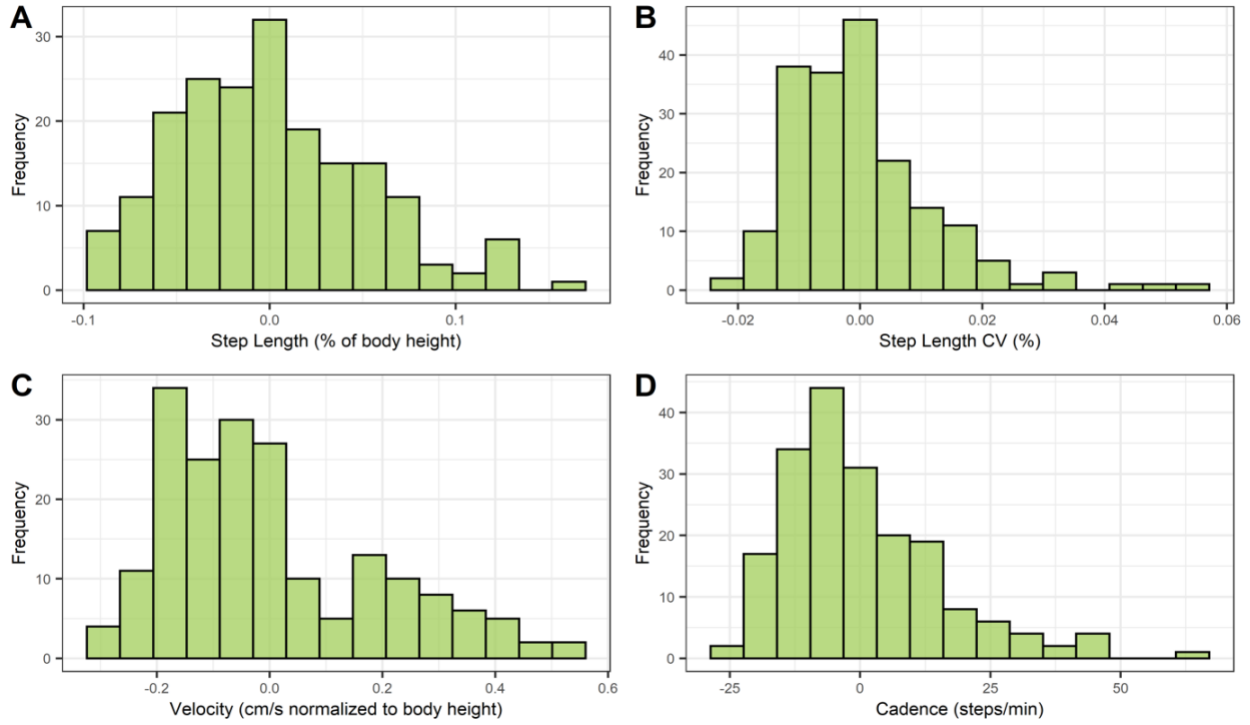 A
Frequency
30
20
10
0
-0.1
0.0
0.1
Step Length (% of body height)
B
Frequency
40
30
20
10
0
-0.02
0.00
0.02
0.04
0.06
Step Length CV (%)
C
Frequency
30
20
10
0
-0.2
0.0
0.2
0.4
0.6
Velocity (cm/s normalized to body height)
D
Frequency
40
30
20
10
0
-25
0
25
50
Cadence (steps/min)